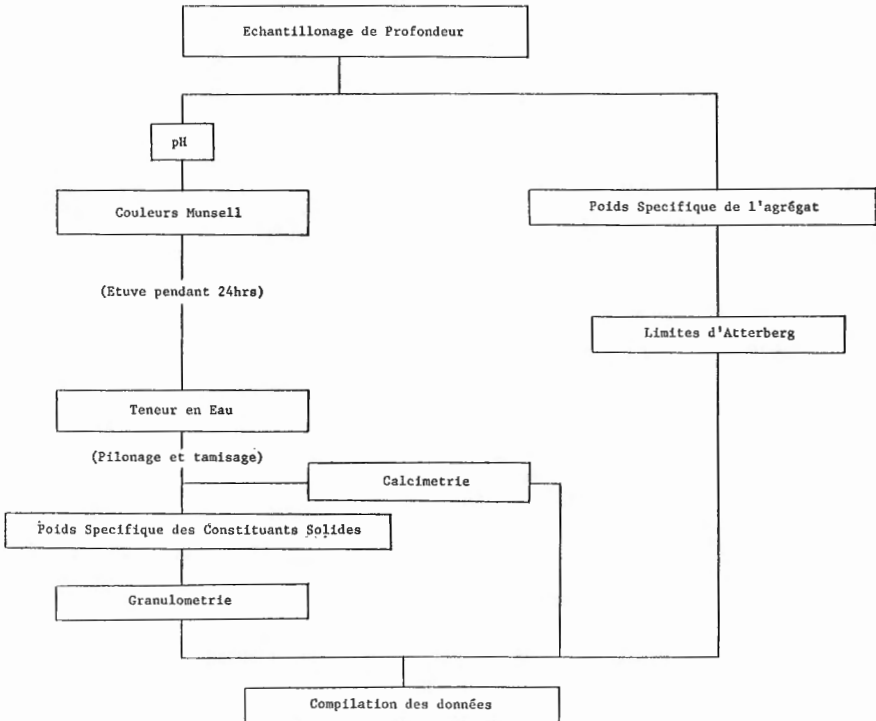 Echantillonage de Profondeur
pH
Couleurs Munsell
Poids Specifique de l'agrégat
(Etuve pendant 24hrs)
Limites d'Atterberg
Teneur en Eau
(Pilonage et tamisage)
Calcimetrie
Poids Specifique des Constituants Solides
Granulometrie
Compilation des données